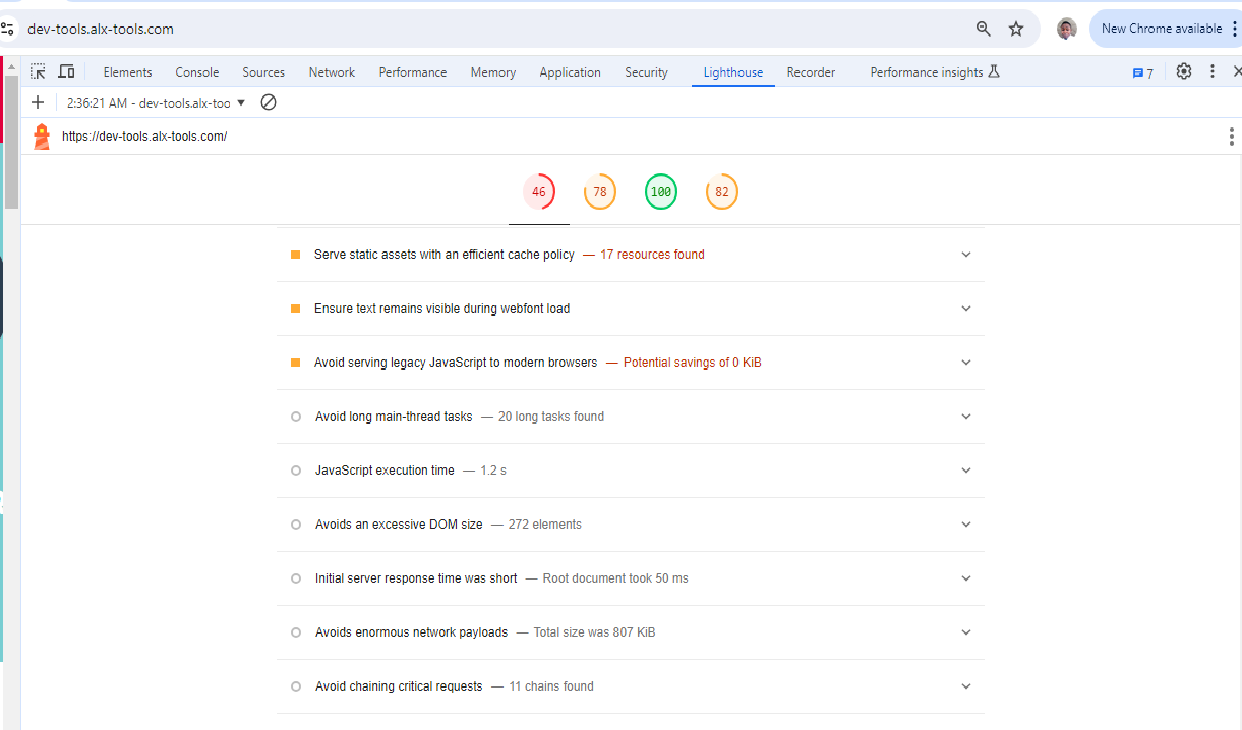 dev-tools.alx-tools.com
New Chrome available
Elements Console Sources Network Performance Memory Application Security Lighthouse Recorder Performance insights 7
2:36:21 AM - dev-tools.alx-too
https://dev-tools.alx-tools.com/
46 78 100 82
Serve static assets with an efficient cache policy — 17 resources found
Ensure text remains visible during webfont load
Avoid serving legacy JavaScript to modern browsers — Potential savings of 0 KiB
Avoid long main-thread tasks — 20 long tasks found
JavaScript execution time — 1.2 s
Avoids an excessive DOM size — 272 elements
Initial server response time was short — Root document took 50 ms
Avoids enormous network payloads — Total size was 807 KiB
Avoid chaining critical requests — 11 chains found